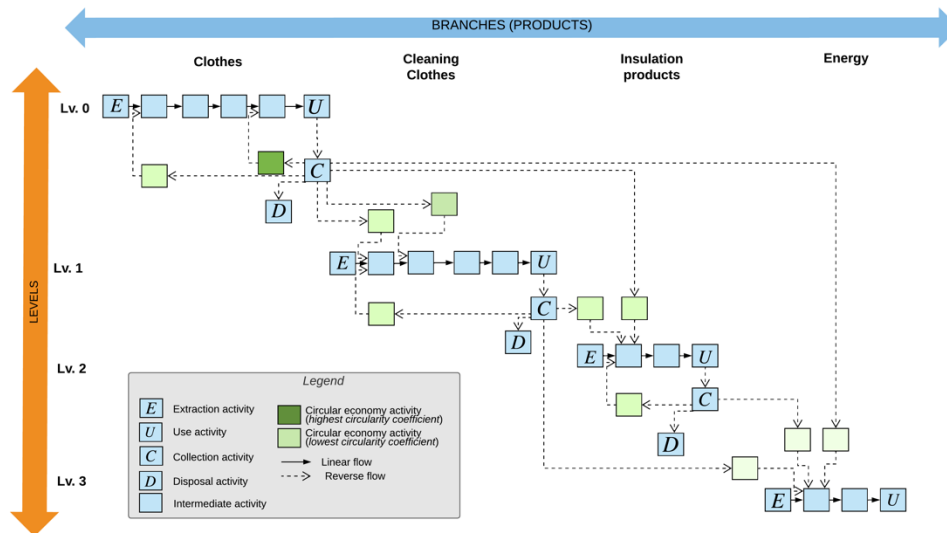 BRANCHES (PRODUCTS)
Clothes
Cleaning
Clothes
Insulation
products
Energy
LEVELS
Lv. 0
E
U
C
D
Lv. 1
E
U
C
D
Lv. 2
E
U
C
D
Lv. 3
E
U
Legend
E Extraction activity
U Use activity
C Collection activity
D Disposal activity
Intermediate activity
Circular economy activity
(highest circularity coefficient)
Circular economy activity
(lowest circularity coefficient)
Linear flow
Reverse flow